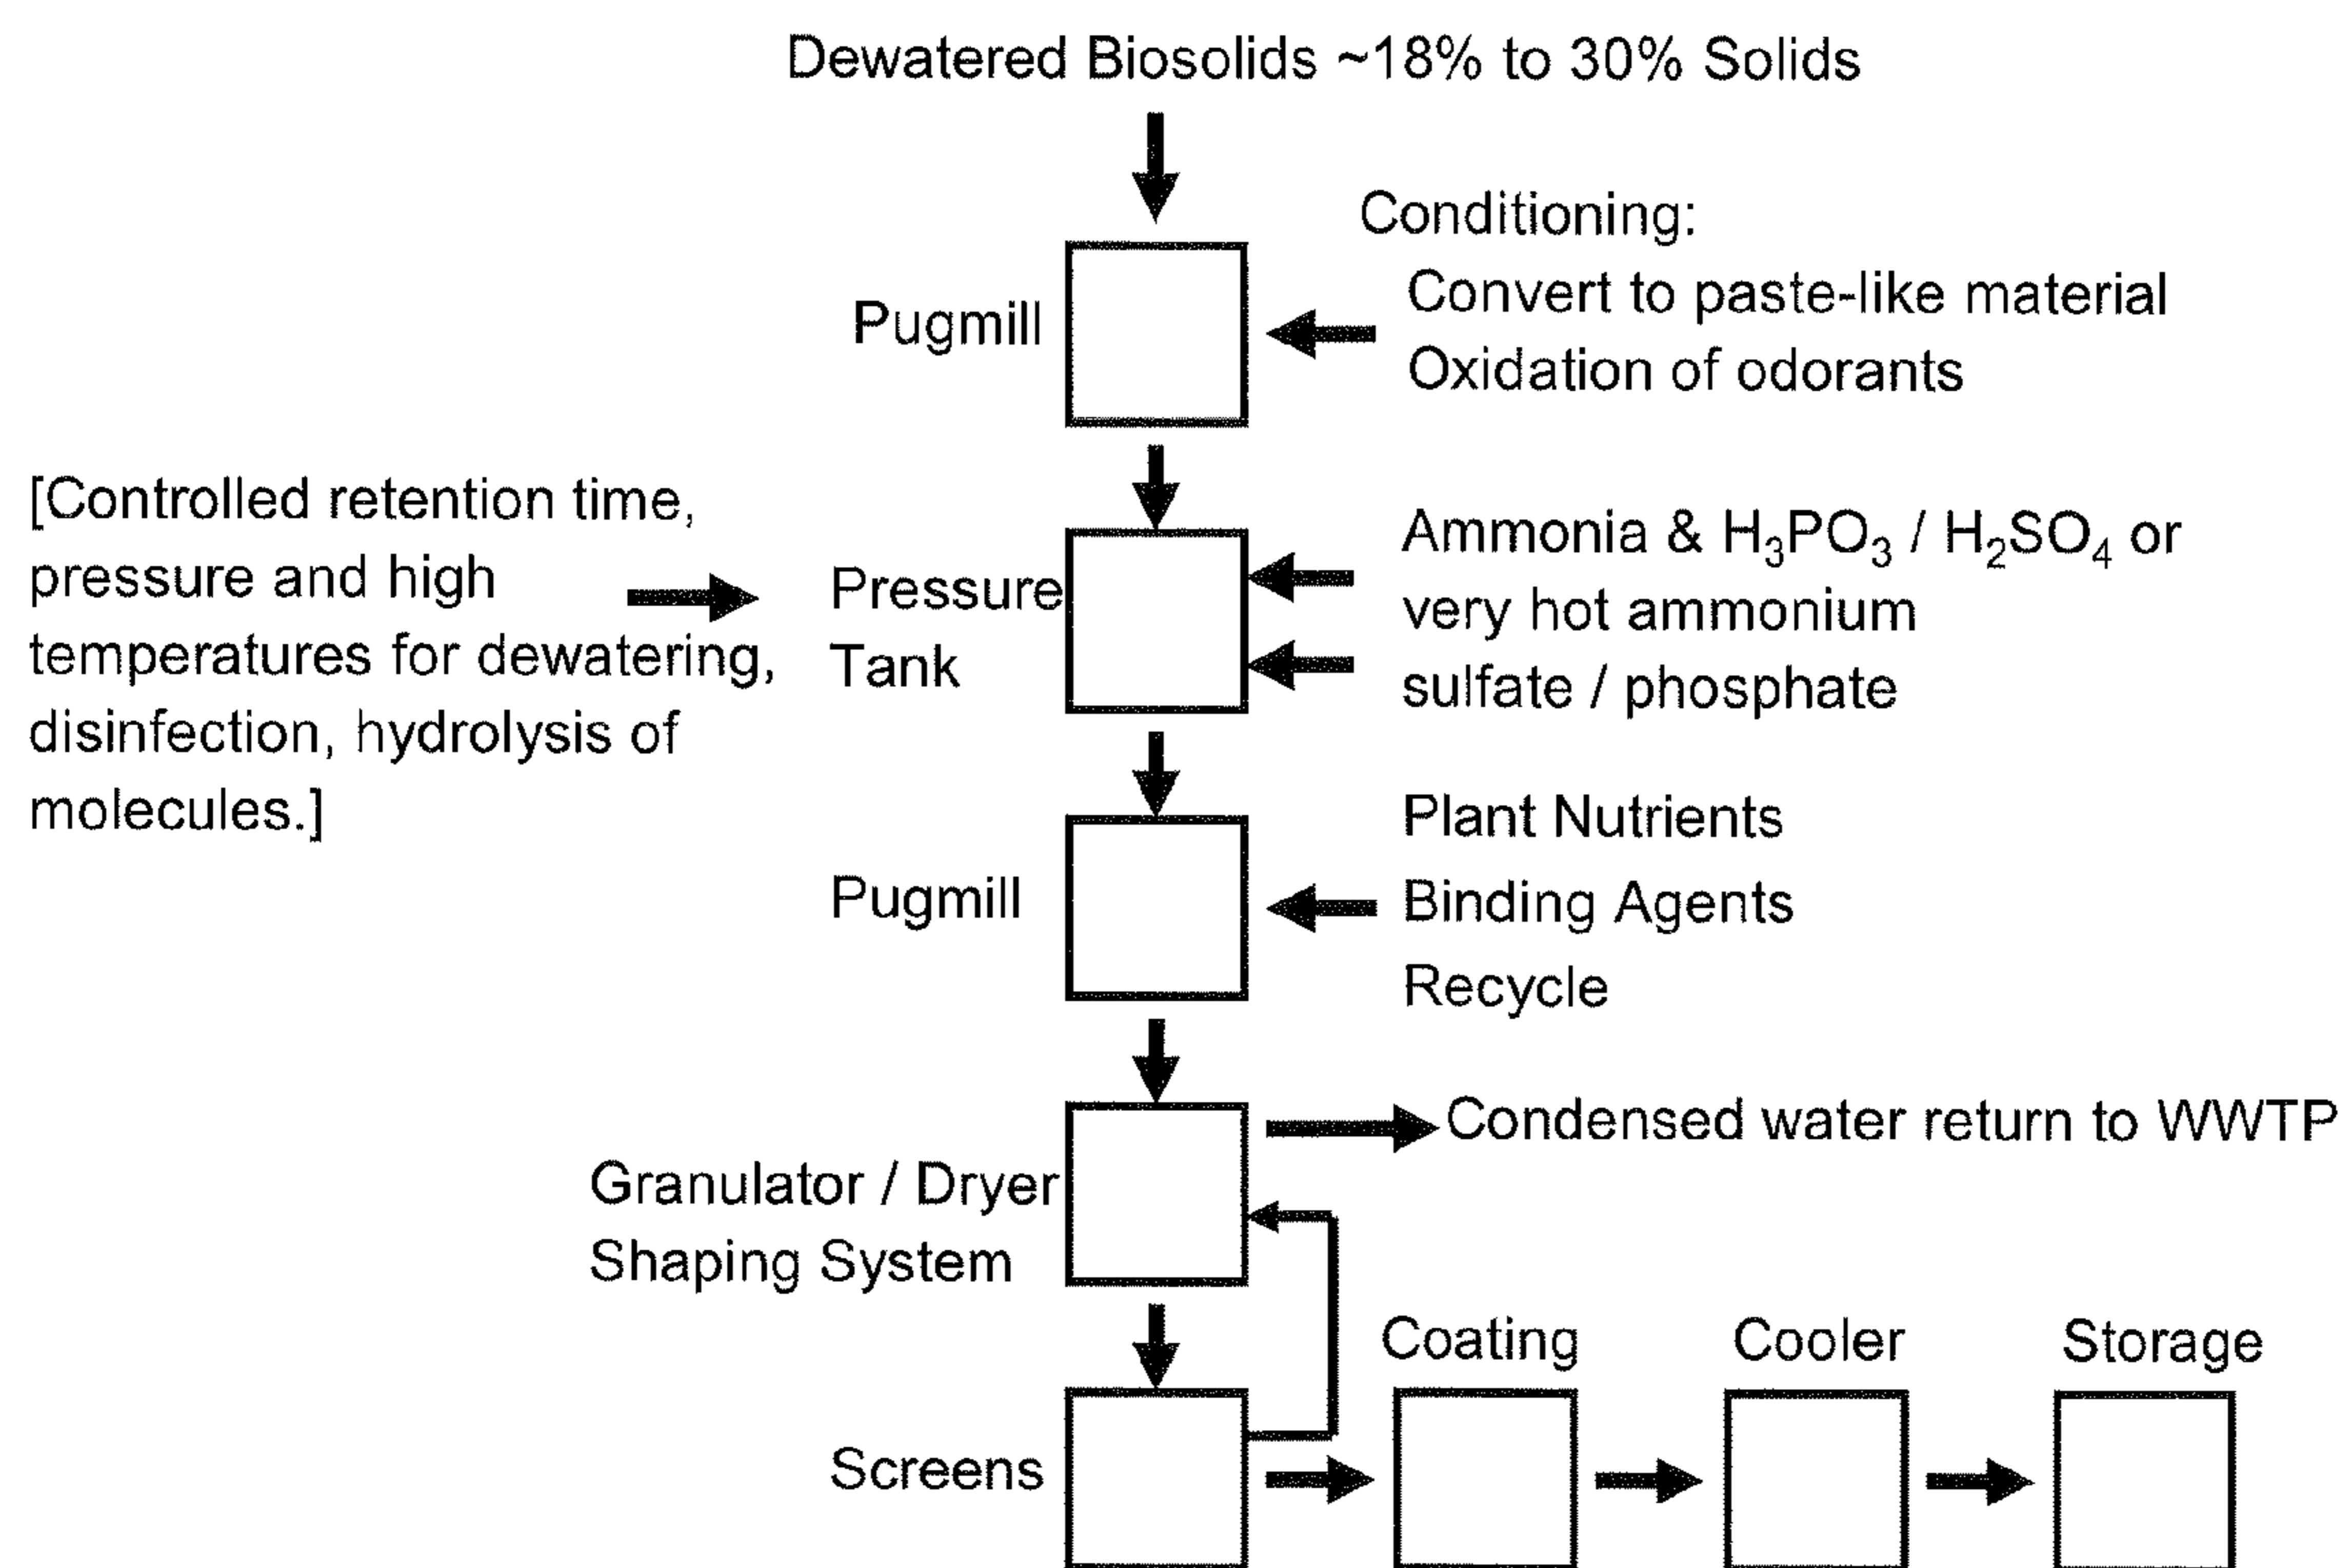 Dewatered Biosolids ~18% to 30% Solids
Conditioning:
Convert to paste-like material
Oxidation of odorants
Pugmill
[Controlled retention time,
pressure and high
temperatures for dewatering,
disinfection, hydrolysis of
molecules.]
Pressure
Tank
Ammonia & H₃PO₃ / H₂SO₄ or
very hot ammonium
sulfate / phosphate
Pugmill
Plant Nutrients
Binding Agents
Recycle
Condensed water return to WWTP
Granulator / Dryer
Shaping System
Coating
Cooler
Storage
Screens